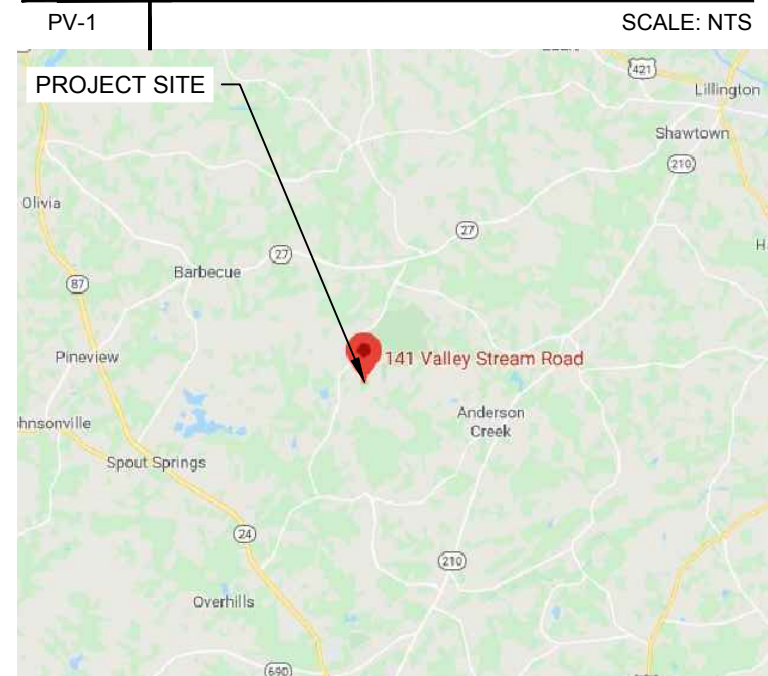 PV-1
SCALE: NTS
PROJECT SITE
421
Lillington
Shawtown
210
Olivia
27
27
Barbecue
87
H
Pineview
141 Valley Stream Road
Anderson
Creek
hnsonville
Spout Springs
24
210
Overhills
690